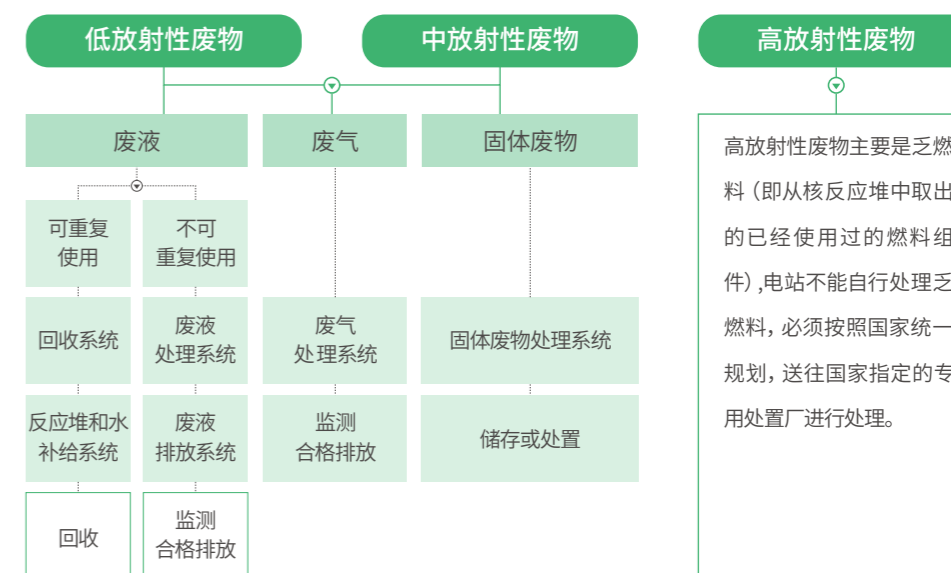 低放射性废物
中放射性废物
高放射性废物
废液
废气
固体废物
可重复
使用
不可
重复使用
回收系统
废液
处理系统
废气
处理系统
固体废物处理系统
反应堆和水
补给系统
废液
排放系统
监测
合格排放
储存或处置
回收
监测
合格排放
高放射性废物主要是乏燃
料（即从核反应堆中取出
的已经使用过的燃料组
件）,电站不能自行处理乏
燃料，必须按照国家统一
规划，送往国家指定的专
用处置厂进行处理。